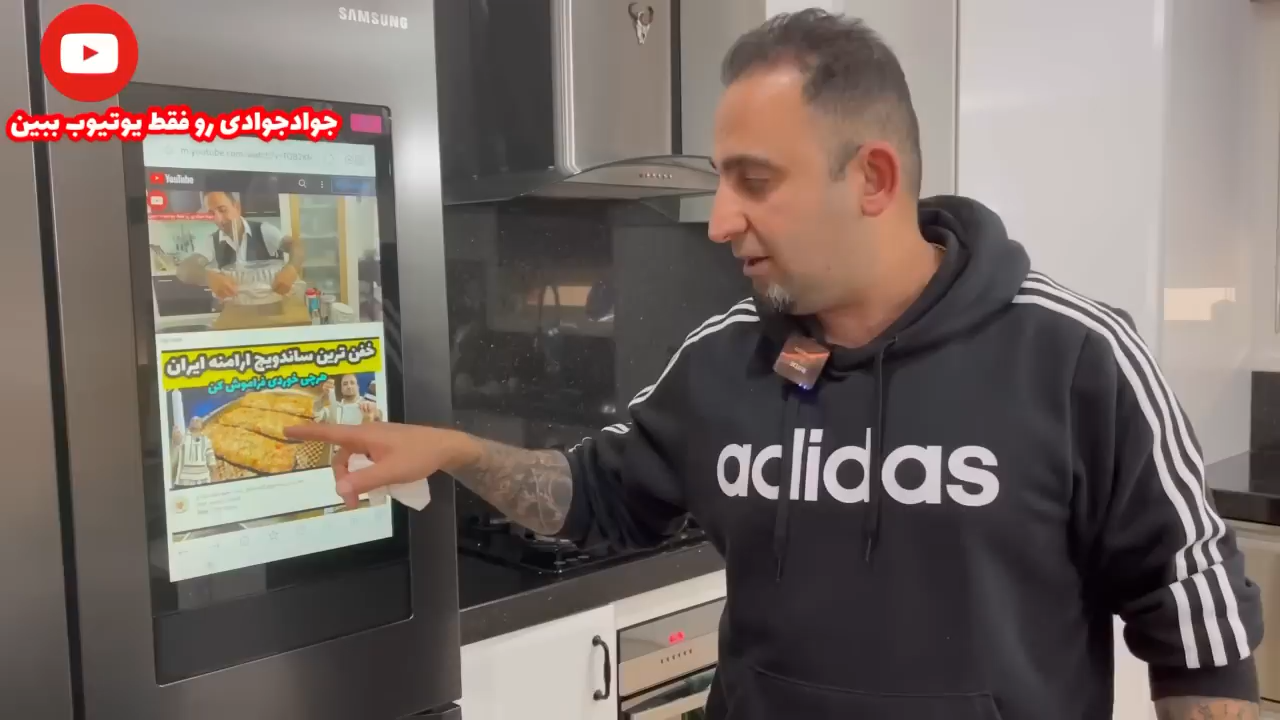 SAMSUNG
جوادجوادی رو فقط یوتیوب ببین
YouTube
خفن ترین ساندویچ ارامنه ایران
هرچی خوردی فراموش کن
adidas